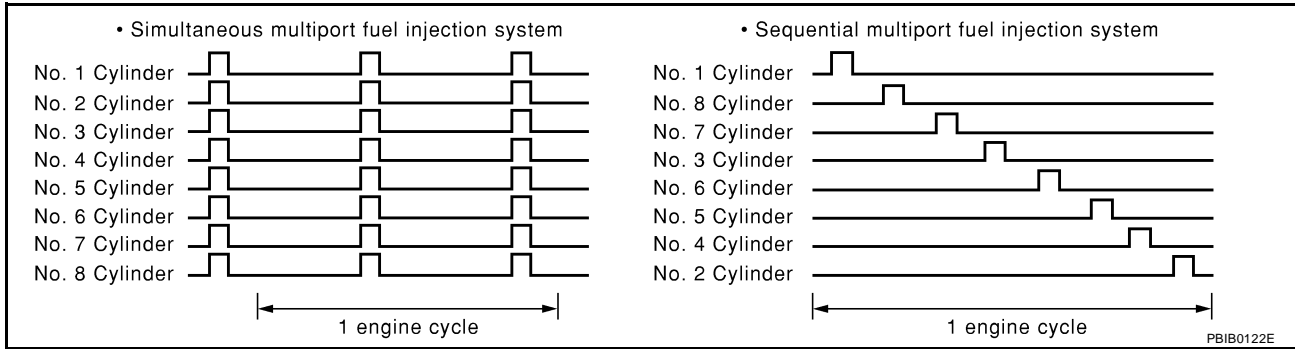 • Simultaneous multiport fuel injection system
No. 1 Cylinder
No. 2 Cylinder
No. 3 Cylinder
No. 4 Cylinder
No. 5 Cylinder
No. 6 Cylinder
No. 7 Cylinder
No. 8 Cylinder
1 engine cycle
• Sequential multiport fuel injection system
No. 1 Cylinder
No. 8 Cylinder
No. 7 Cylinder
No. 3 Cylinder
No. 6 Cylinder
No. 5 Cylinder
No. 4 Cylinder
No. 2 Cylinder
1 engine cycle
PBIB0122E